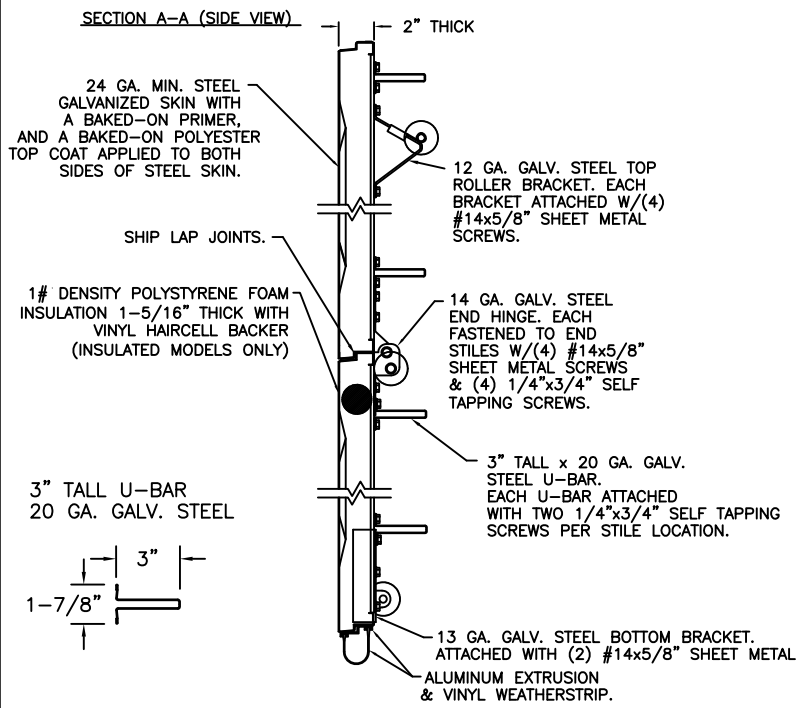 SECTION A-A (SIDE VIEW)
2" THICK
24 GA. MIN. STEEL
GALVANIZED SKIN WITH
A BAKED-ON PRIMER,
AND A BAKED-ON POLYESTER
TOP COAT APPLIED TO BOTH
SIDES OF STEEL SKIN.
12 GA. GALV. STEEL TOP
ROLLER BRACKET. EACH
BRACKET ATTACHED W/(4)
#14x5/8" SHEET METAL
SCREWS.
SHIP LAP JOINTS.
1# DENSITY POLYSTYRENE FOAM
INSULATION 1-5/16" THICK WITH
VINYL HAIRCELL BACKER
(INSULATED MODELS ONLY)
14 GA. GALV. STEEL
END HINGE. EACH
FASTENED TO END
STILES W/(4) #14x5/8"
SHEET METAL SCREWS
& (4) 1/4"x3/4" SELF
TAPPING SCREWS.
3" TALL x 20 GA. GALV.
STEEL U-BAR.
EACH U-BAR ATTACHED
WITH TWO 1/4"x3/4" SELF TAPPING
SCREWS PER STILE LOCATION.
3" TALL U-BAR
20 GA. GALV. STEEL
3"
1-7/8"
13 GA. GALV. STEEL BOTTOM BRACKET.
ATTACHED WITH (2) #14x5/8" SHEET METAL
ALUMINUM EXTRUSION
& VINYL WEATHERSTRIP.